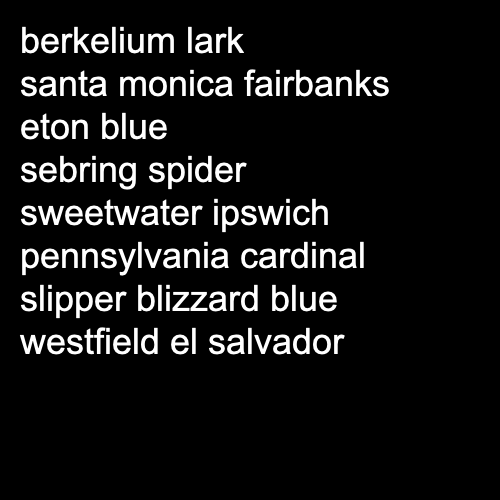 berkelium lark
santa monica fairbanks
eton blue
sebring spider
sweetwater ipswich
pennsylvania cardinal
slipper blizzard blue
westfield el salvador